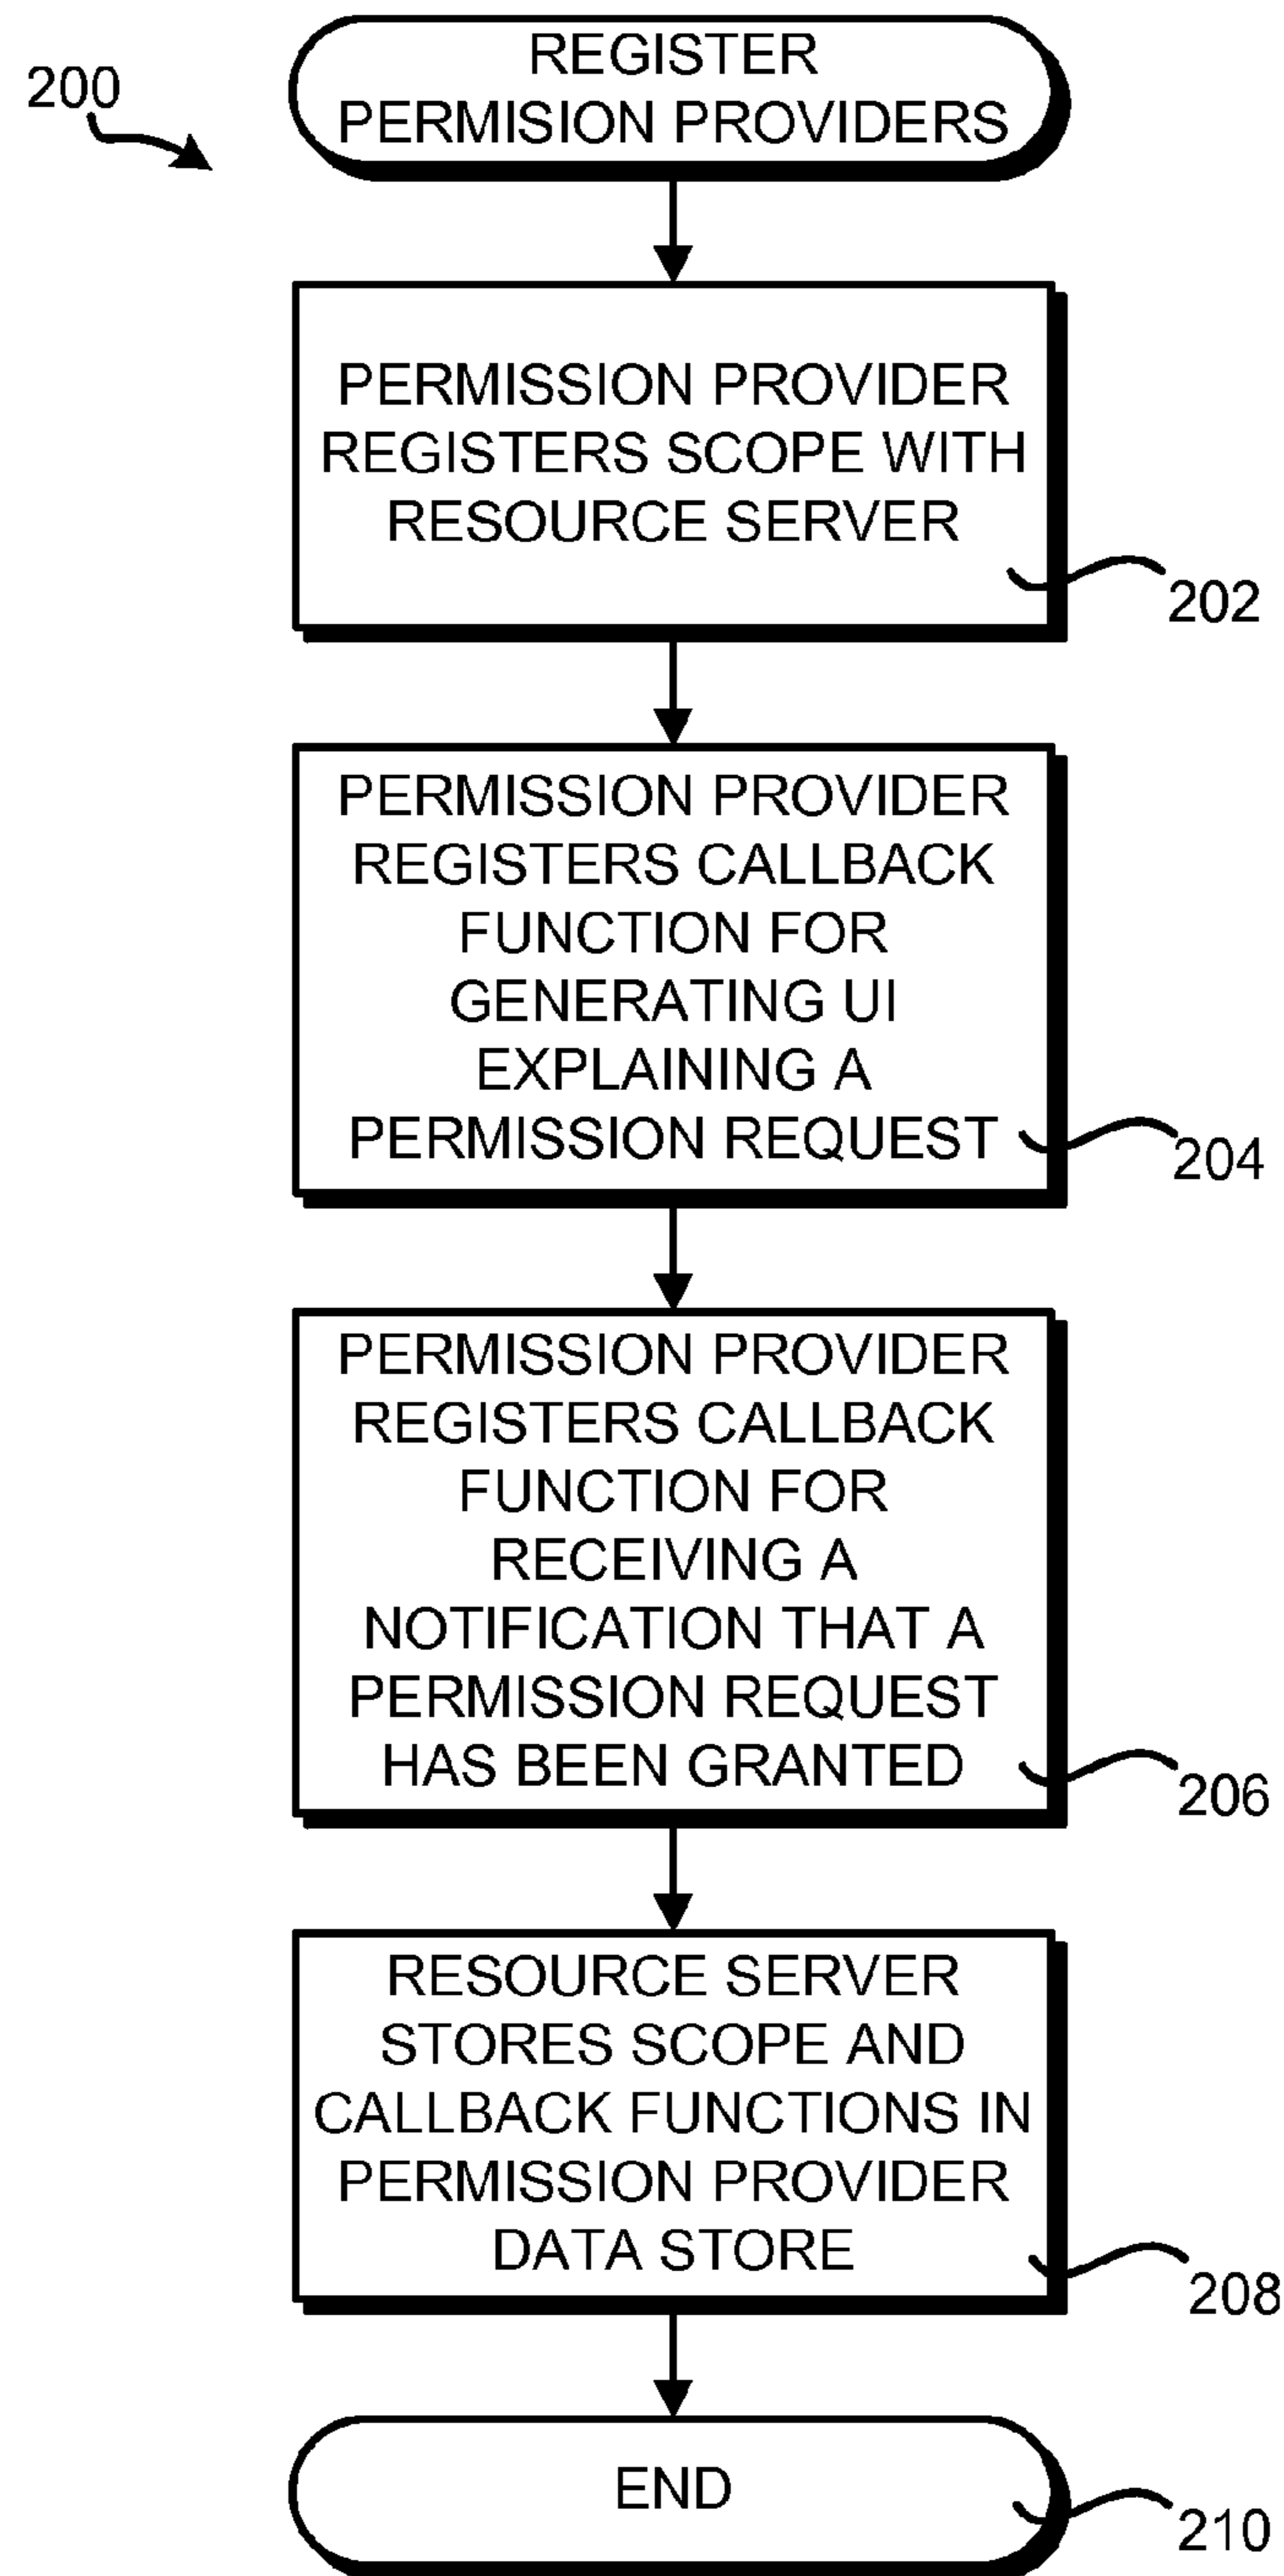 200
REGISTER
PERMISION PROVIDERS
PERMISSION PROVIDER
REGISTERS SCOPE WITH
RESOURCE SERVER
202
PERMISSION PROVIDER
REGISTERS CALLBACK
FUNCTION FOR
GENERATING UI
EXPLAINING A
PERMISSION REQUEST
204
PERMISSION PROVIDER
REGISTERS CALLBACK
FUNCTION FOR
RECEIVING A
NOTIFICATION THAT A
PERMISSION REQUEST
HAS BEEN GRANTED
206
RESOURCE SERVER
STORES SCOPE AND
CALLBACK FUNCTIONS IN
PERMISSION PROVIDER
DATA STORE
208
END
210